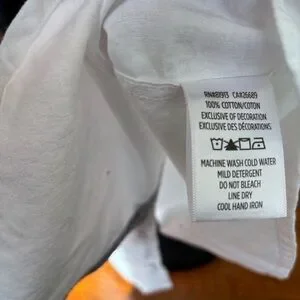 RN#81913 CA#26689
100% COTTON/COTON
EXCLUSIVE OF DECORATION
EXCLUSIVE DES DÉCORATIONS
MACHINE WASH COLD WATER
MILD DETERGENT
DO NOT BLEACH
LINE DRY
COOL HAND IRON